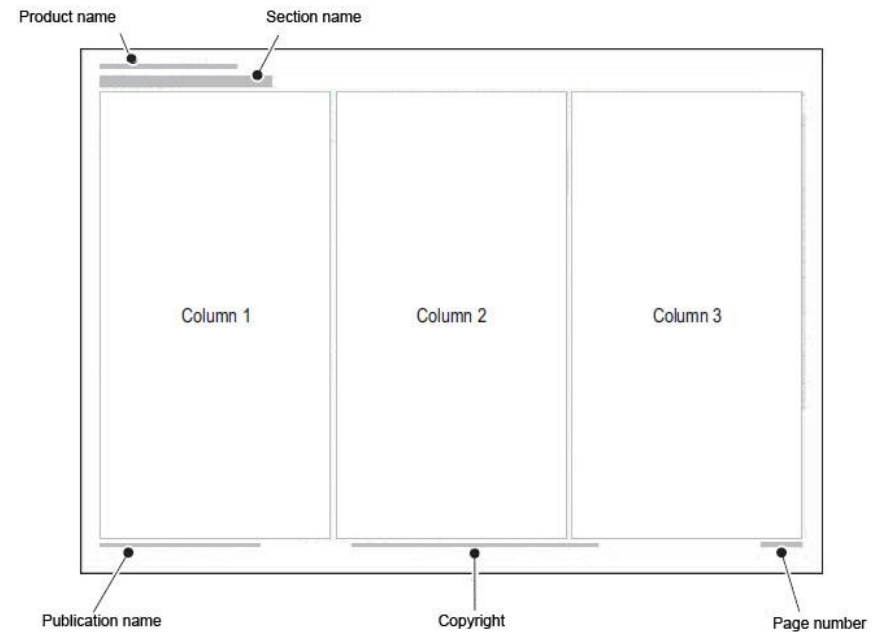 Product name
Section name
Column 1
Column 2
Column 3
Publication name
Copyright
Page number